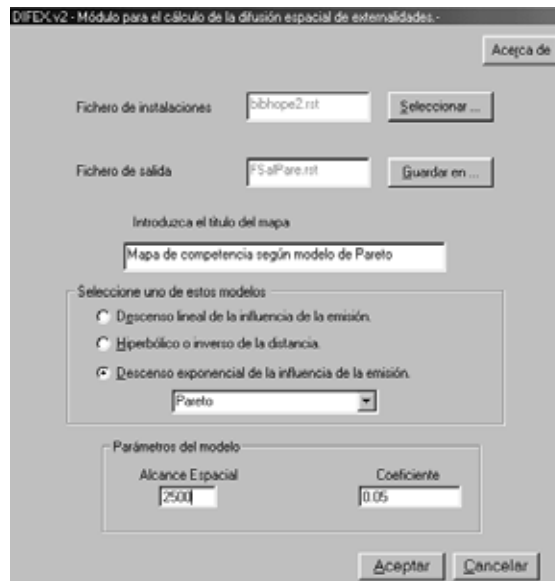 DIFEX.v2 - Módulo para el cálculo de la difusión espacial de externalidades.-
Acerca de
Fichero de instalaciones bibhope2.rst Seleccionar ...
Fichero de salida FSalPare.rst Guardar en ...
Introduzca el título del mapa
Mapa de competencia según modelo de Pareto
Seleccione uno de estos modelos
Descenso lineal de la influencia de la emisión.
Hiperbólico o inverso de la distancia.
Descenso exponencial de la influencia de la emisión.
Pareto
Parámetros del modelo
Alcance Espacial Coeficiente
2500 0.05
Aceptar Cancelar